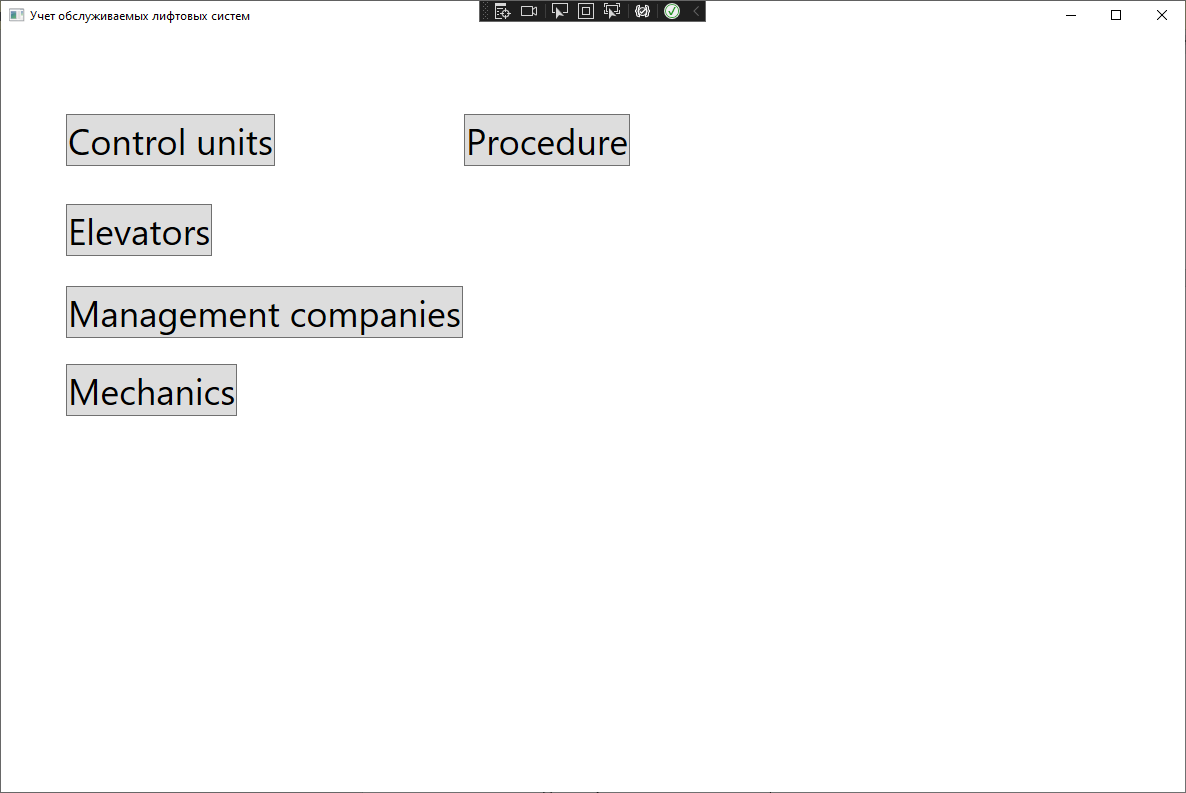 Учет обслуживаемых лифтовых систем
Control units
Procedure
Elevators
Management companies
Mechanics